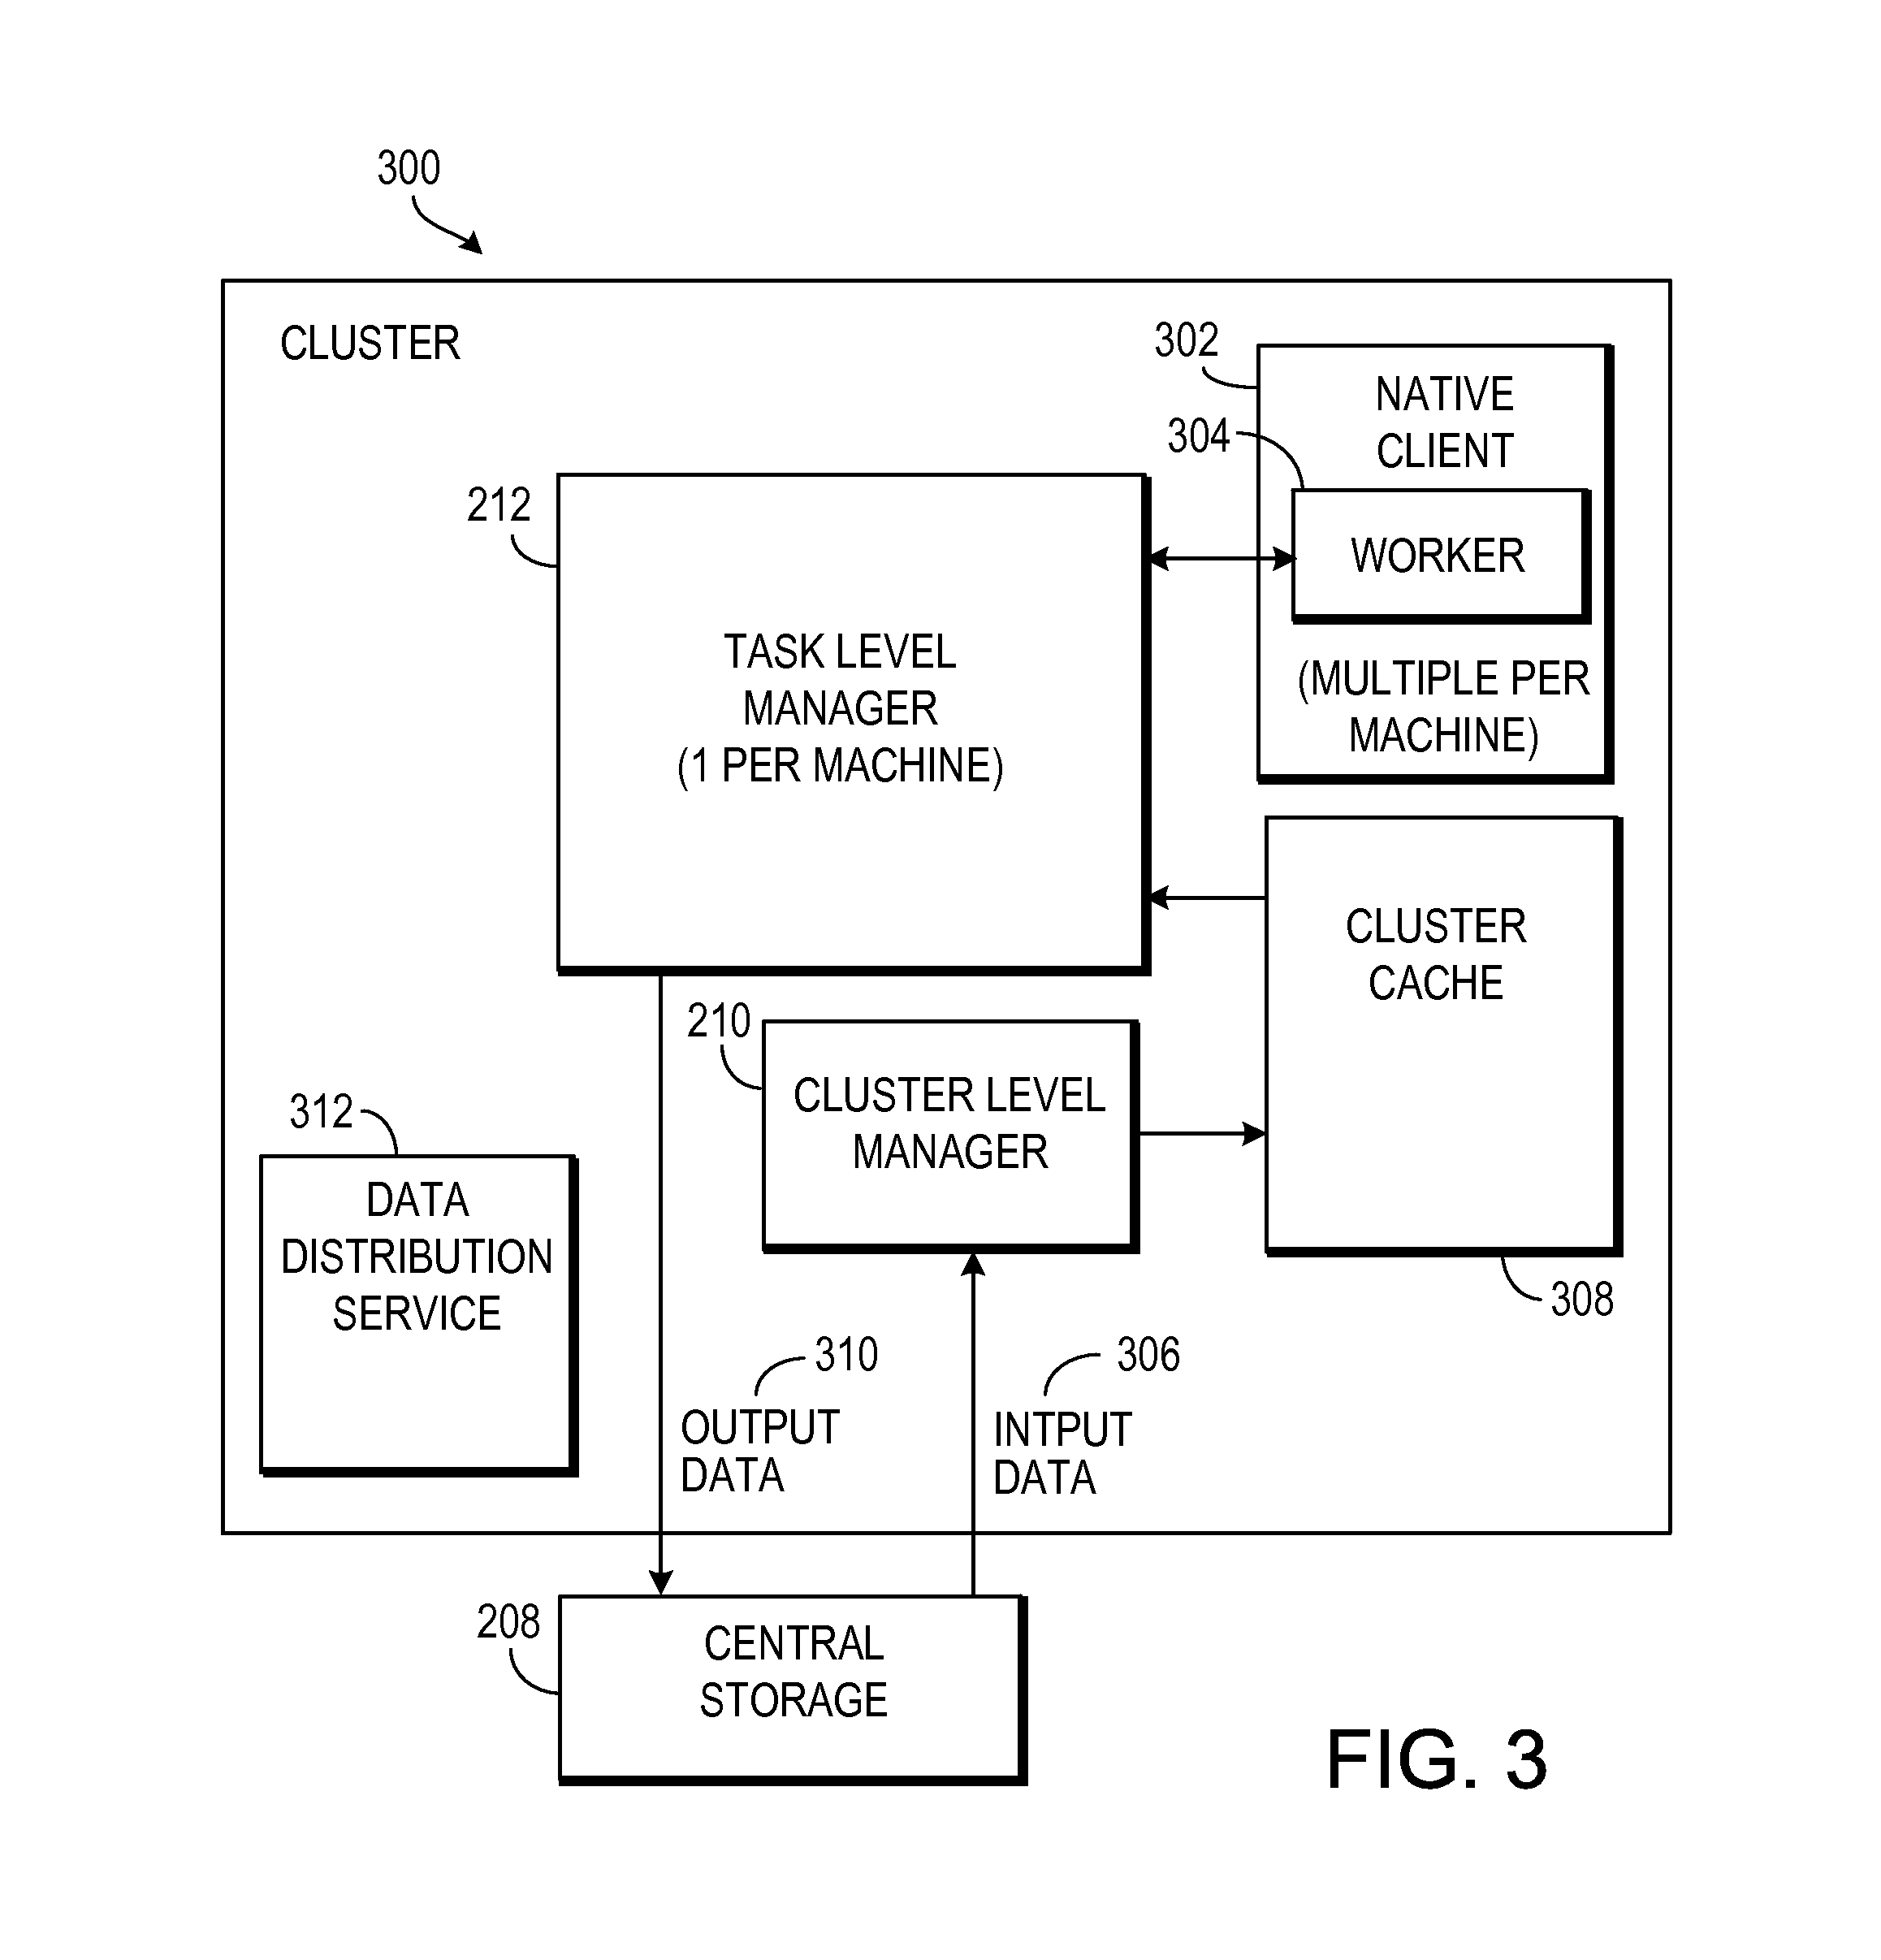 300
CLUSTER
302
NATIVE
CLIENT
304
WORKER
(MULTIPLE PER
MACHINE)
212
TASK LEVEL
MANAGER
(1 PER MACHINE)
CLUSTER
CACHE
308
210
CLUSTER LEVEL
MANAGER
312
DATA
DISTRIBUTION
SERVICE
310
OUTPUT
DATA
306
INTPUT
DATA
208
CENTRAL
STORAGE
FIG. 3